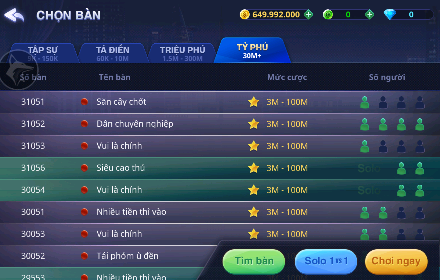 CHỌN BÀN 649.992.000 0 0
TẬP SỰ TÁ ĐIỀN TRIỆU PHÚ TỶ PHÚ
6K - 150K 60K - 10M 1.5M - 300M 30M+
Số bàn Tên bàn Mức cược Số người
31051 Sân cây chốt 3M - 100M
31052 Dân chuyên nghiệp 3M - 100M
31053 Vui là chính 3M - 100M
31056 Siêu cao thủ 3M - 100M
30054 Vui là chính 3M - 100M
30051 Nhiều tiền thì vào 3M - 100M
30053 Vui là chính 3M - 100M
30052 Tái phỏm ù đền
29553 Nhiều tiền thì vào
Tìm bàn Solo 1vs1 Chơi ngay